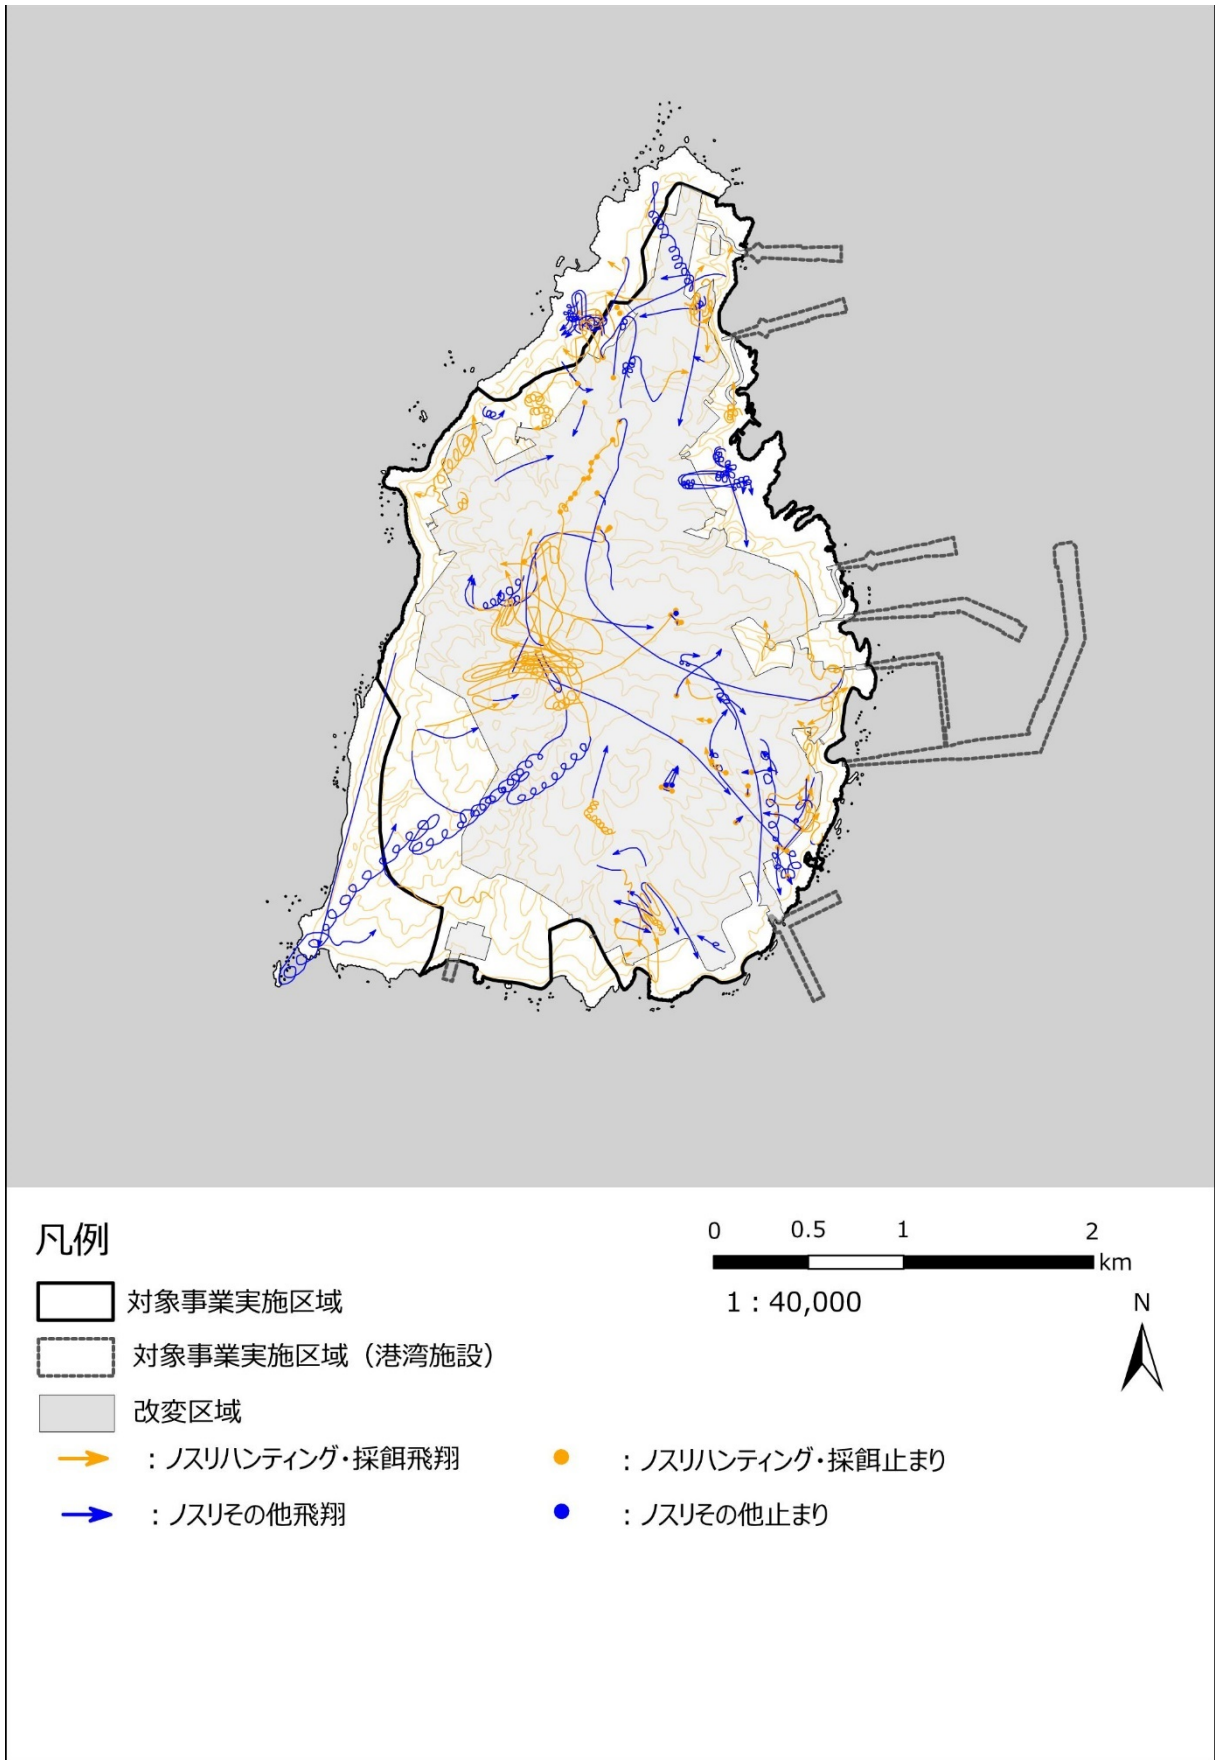 凡例
0 0.5 1 2
km
1 : 40,000
N
対象事業実施区域
対象事業実施区域（港湾施設）
改変区域
：ノスリハンティング・採餌飛翔
：ノスリハンティング・採餌止まり
：ノスリその他飛翔
：ノスリその他止まり